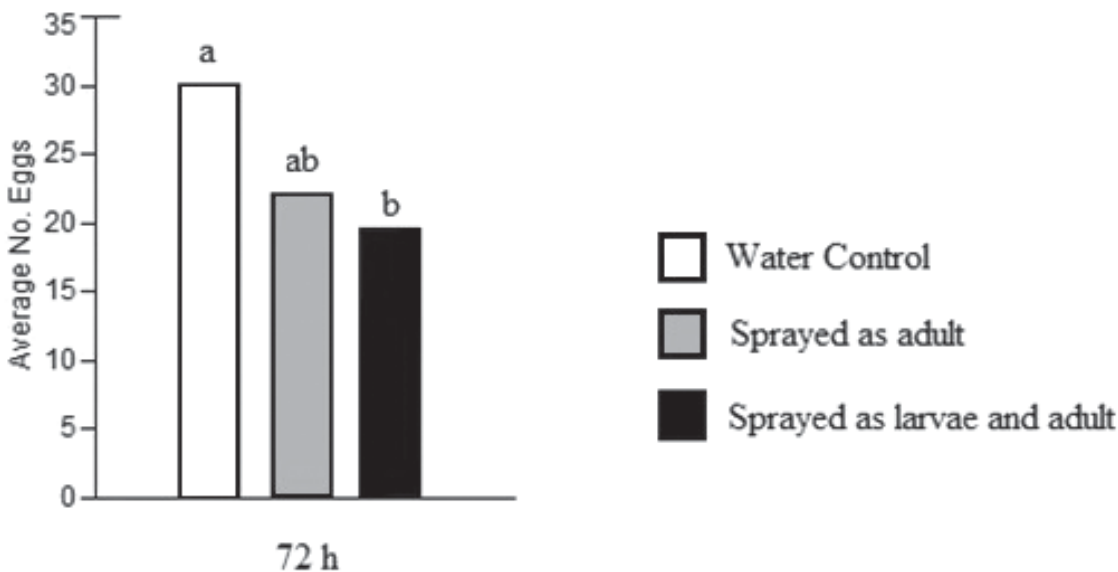 35
30
25
20
15
10
5
0
Average No. Eggs
a
ab
b
72 h
Water Control
Sprayed as adult
Sprayed as larvae and adult